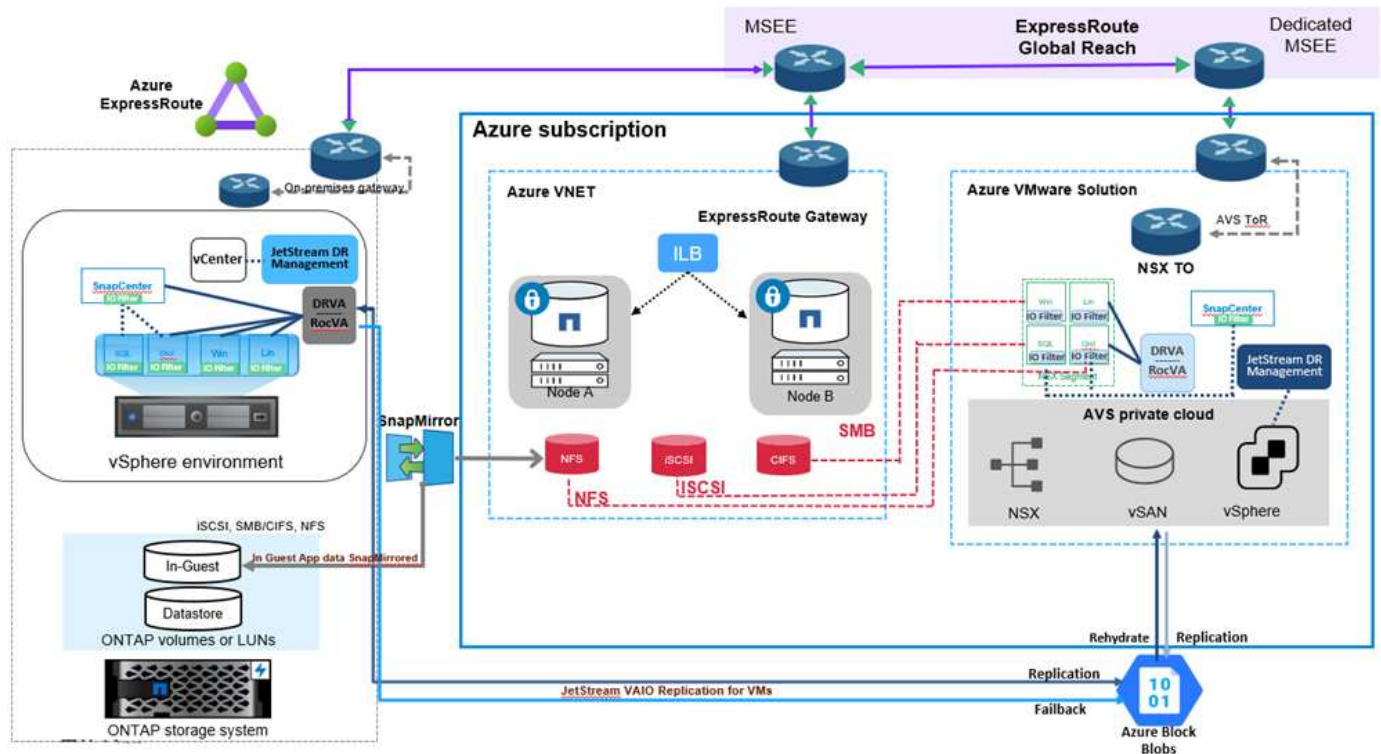 MSEE
ExpressRoute
Global Reach
Dedicated
MSEE
Azure
ExpressRoute
Azure subscription
On-premises gateway
Azure VNET
ExpressRoute Gateway
Azure VMware Solution
AVS ToR
NSX TO
vCenter
JetStream DR
Management
SnapCenter
IO Filter
DRVA
RocVA
SQL
IO Filter
Oracl
IO Filter
Win
IO Filter
Lin
IO Filter
vSphere environment
ILB
Node A
Node B
SnapMirror
NFS
iSCSI
CIFS
SMB
ISCSI
NFS
Win
IO Filter
Lin
IO Filter
SQL
IO Filter
IO Filter
NSX Segment
SnapCenter
IO Filter
DRVA
RocVA
JetStream DR
Management
AVS private cloud
NSX
vSAN
vSphere
iSCSI, SMB/CIFS, NFS
In Guest App data SnapMirrored
In-Guest
Datastore
ONTAP volumes or LUNs
ONTAP storage system
Rehydrate
Replication
Replication
JetStream VAIO Replication for VMs
Failback
10
01
Azure Block
Blobs